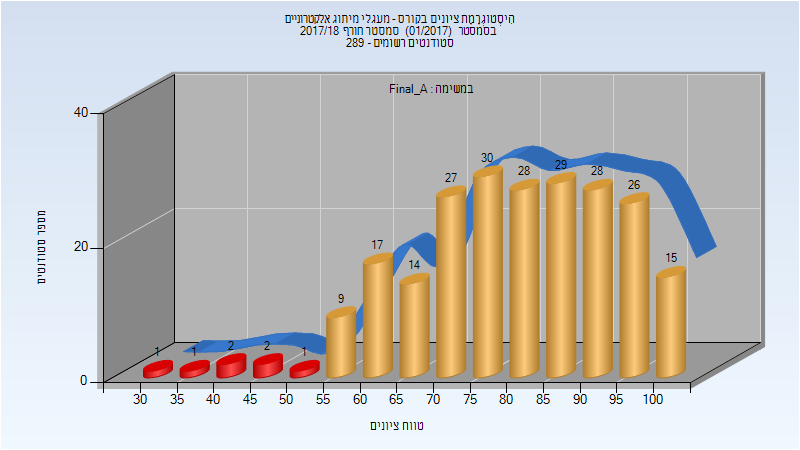 הִיסְטוֹגְרָמַת ציונים בקורס - מעגלי מיתוג אלקטרוניים
בסמסטר (01/2017) סמסטר חורף 2017/18
סטודנטים רשומים - 289
במשימה : Final_A
מספר סטודנטים
40
20
0
1 1 2 2 1 9 17 14 27 30 28 29 28 26 15
30 35 40 45 50 55 60 65 70 75 80 85 90 95 100
טווח ציונים